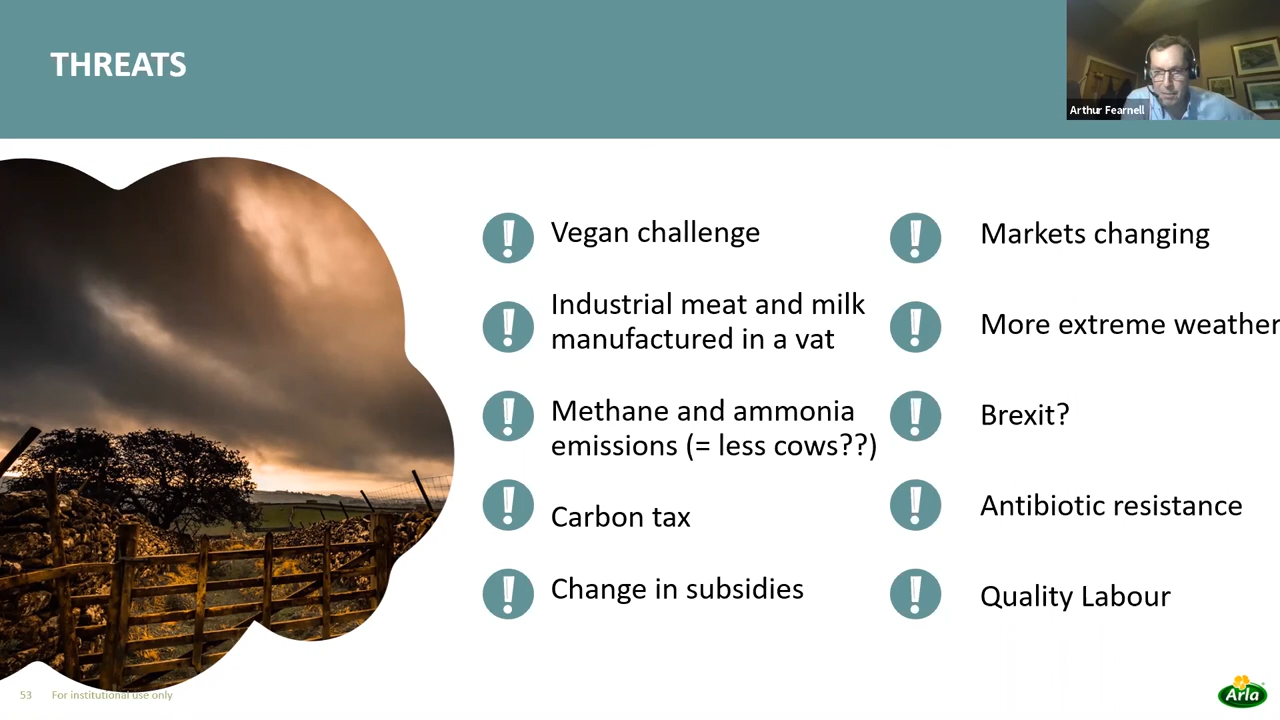 THREATS
Arthur Fearnell
Vegan challenge
Industrial meat and milk
manufactured in a vat
Methane and ammonia
emissions (= less cows??)
Carbon tax
Change in subsidies
Markets changing
More extreme weather
Brexit?
Antibiotic resistance
Quality Labour
53 For institutional use only
Arla